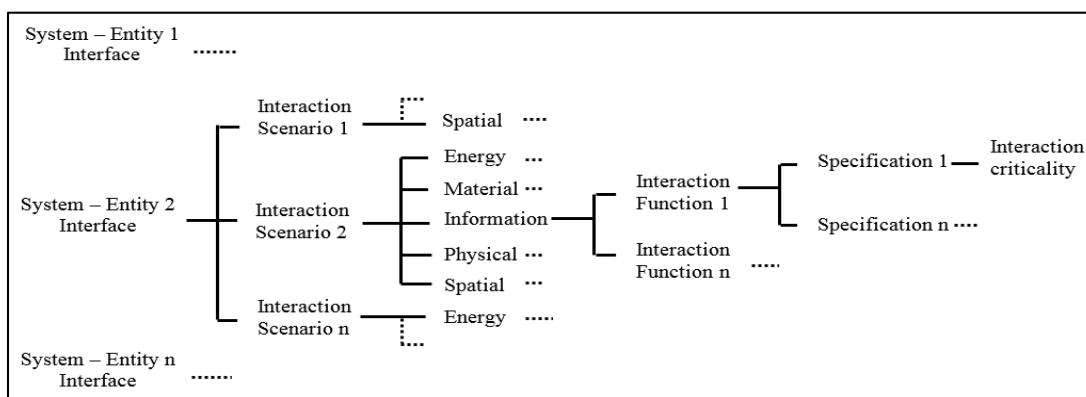 System – Entity 1
Interface
Interaction
Scenario 1
Spatial
Energy
Material
Information
Physical
Spatial
Energy
System – Entity 2
Interface
Interaction
Scenario 2
Interaction
Scenario n
Interaction
Function 1
Interaction
Function n
Specification 1
Specification n
Interaction
criticality
System – Entity n
Interface